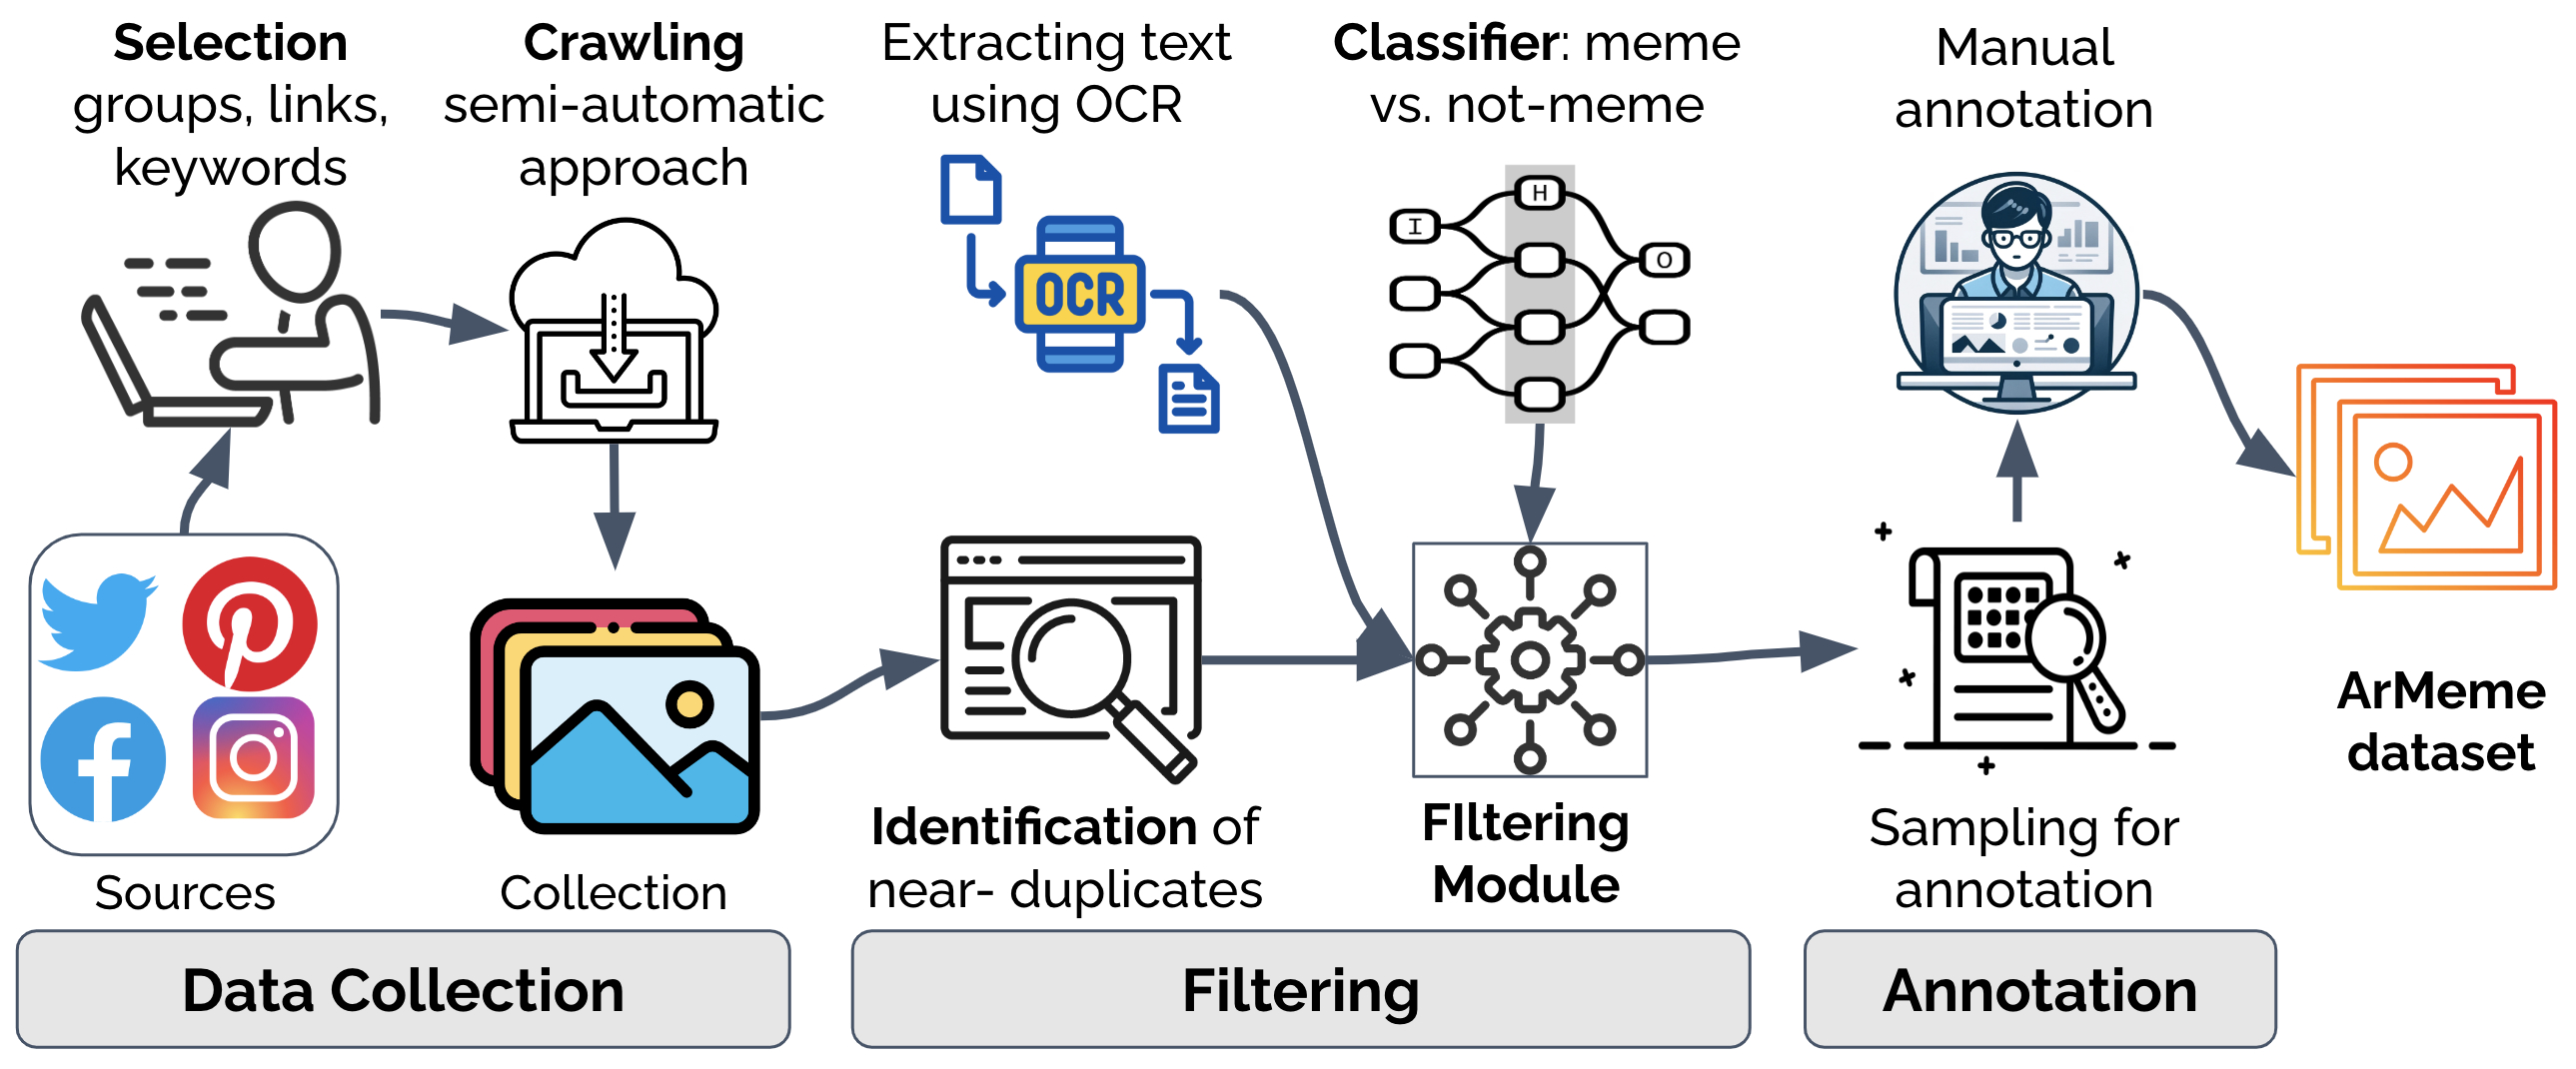 Selection
groups, links,
keywords
Crawling
semi-automatic
approach
Extracting text
using OCR
Classifier: meme
vs. not-meme
Manual
annotation
OCR
I
H
O
Sources
Collection
Identification of
near- duplicates
FIltering
Module
Sampling for
annotation
ArMeme
dataset
Data Collection
Filtering
Annotation